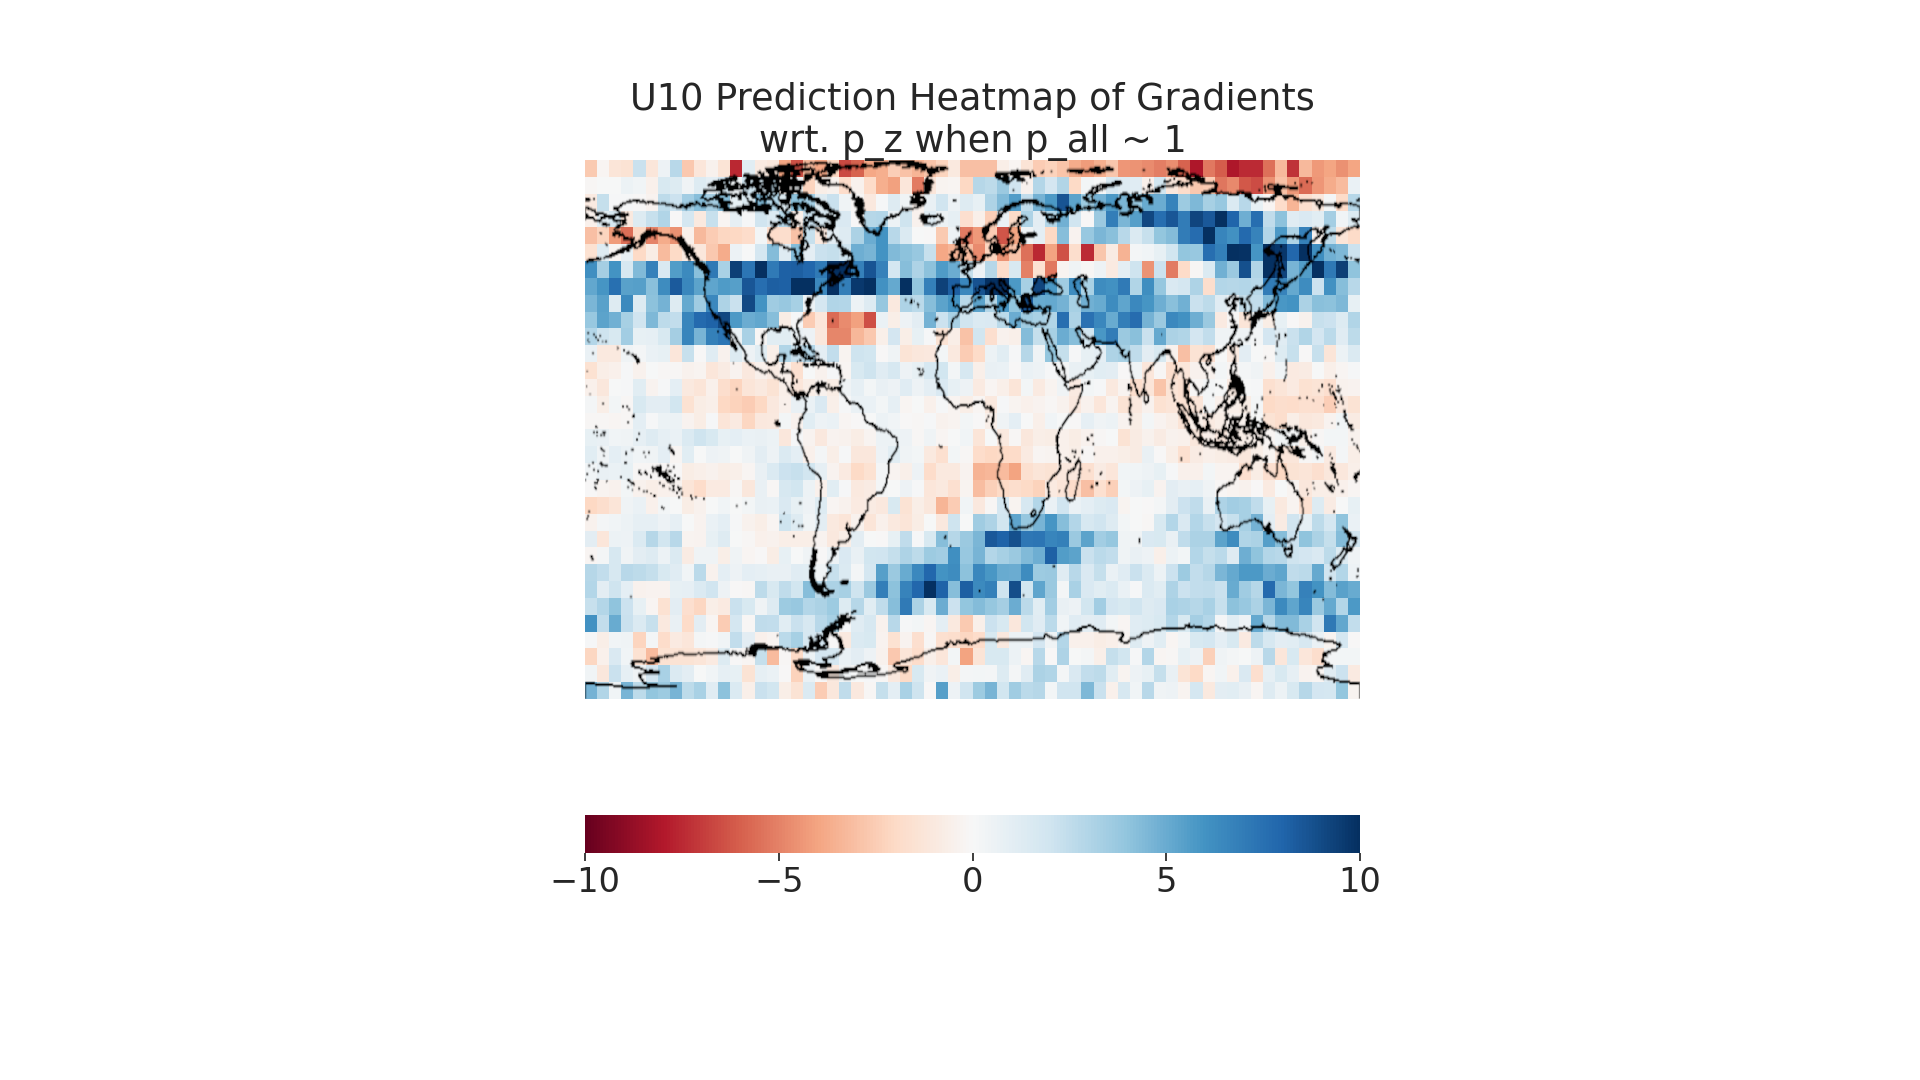 U10 Prediction Heatmap of Gradients
wrt. p_z when p_all ~ 1
−10 −5 0 5 10